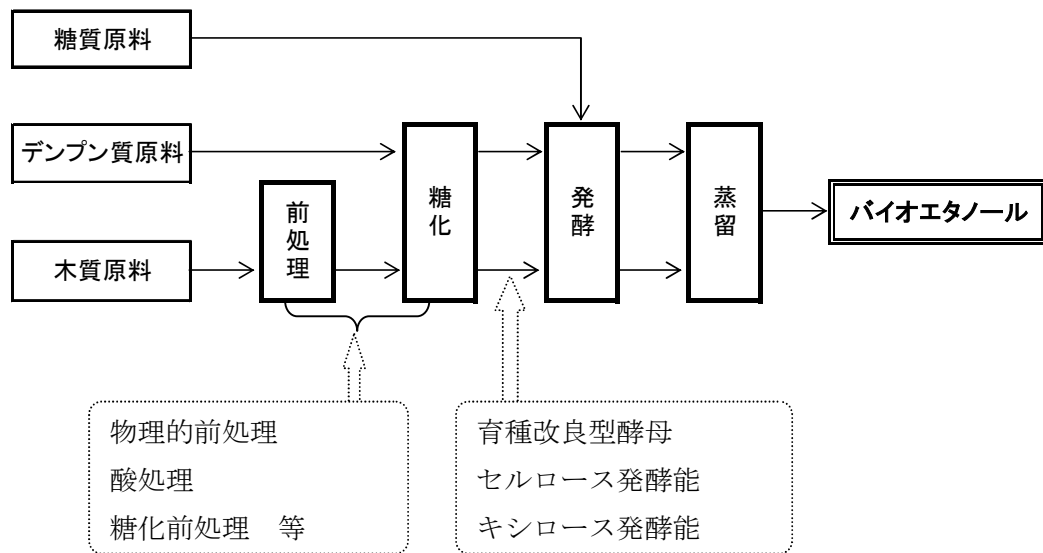 糖質原料
デンプン質原料
木質原料
前処理
糖化
発酵
蒸留
バイオエタノール
物理的前処理
酸処理
糖化前処理　等
育種改良型酵母
セルロース発酵能
キシロース発酵能